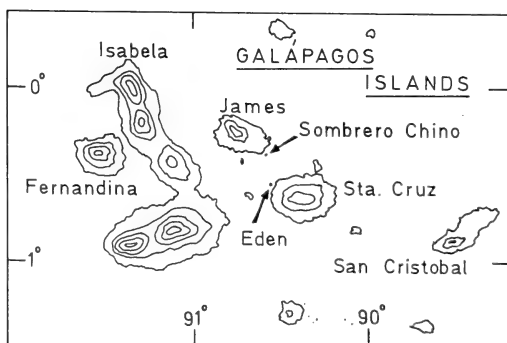 Isabela
GALÁPAGOS
ISLANDS
0°
James
Sombrero Chino
Fernandina
Sta. Cruz
Eden
1°
San Cristobal
91°
90°